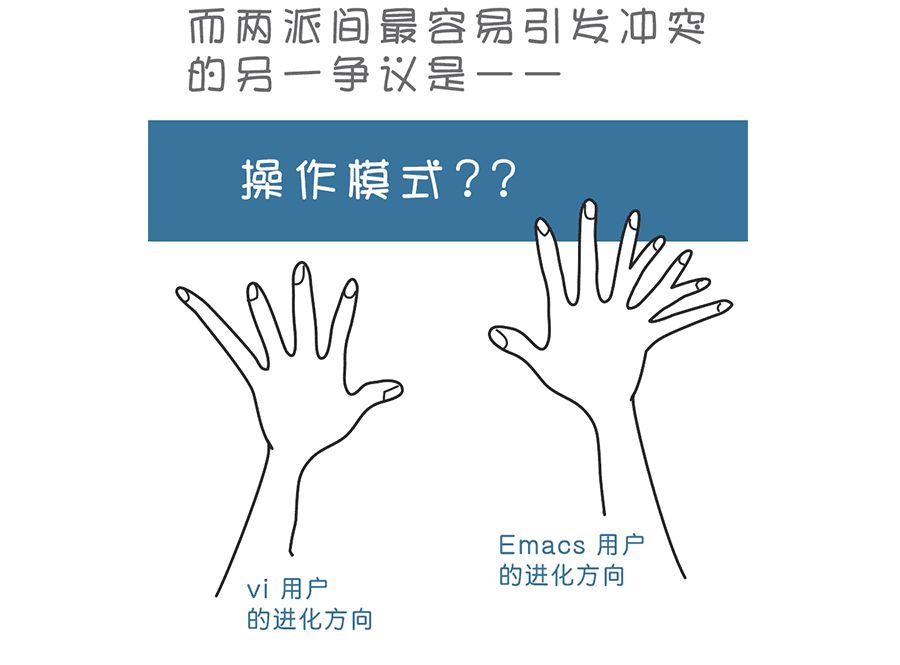 而两派间最容易引发冲突
的另一争议是——
操作模式??
Emacs 用户
的进化方向
vi 用户
的进化方向